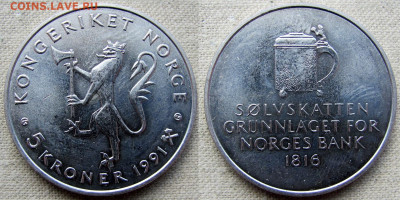 COINS.LAVE.RU
KONGERIKET NORGE
5 KRONER 1991
SØLVSKATTEN
GRUNNLAGET FOR
NORGES BANK
1816